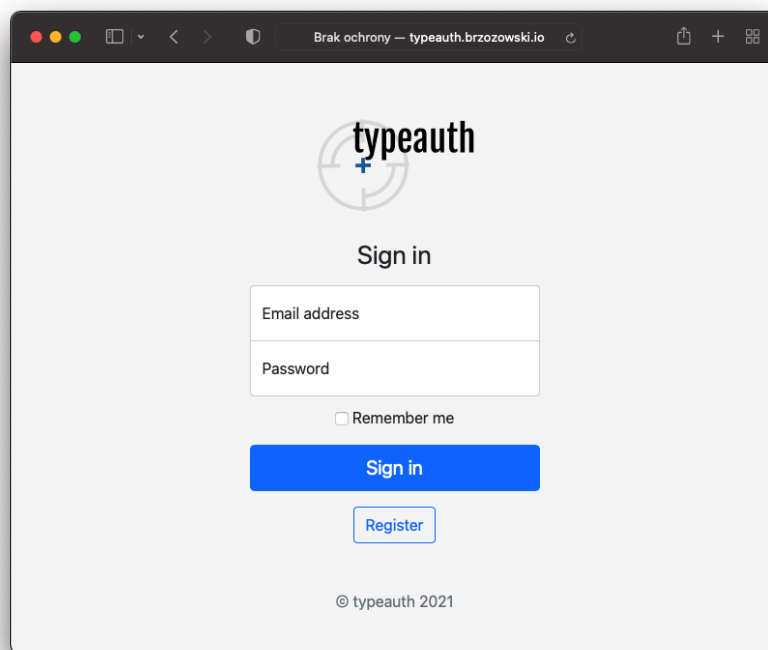 Brak ochrony — typeauth.brzozowski.io
typeauth
Sign in
Email address
Password
Remember me
Sign in
Register
© typeauth 2021